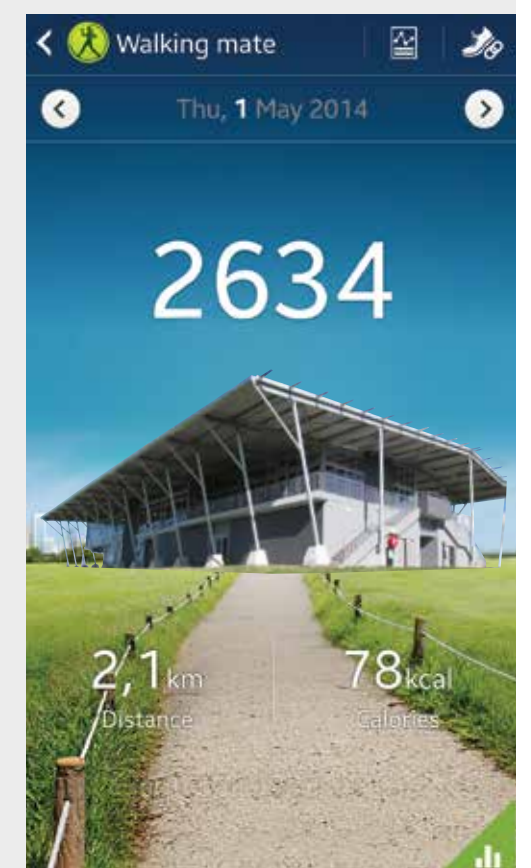 Walking mate
Thu, 1 May 2014
2634
2,1km 78kcal
Distance Calories